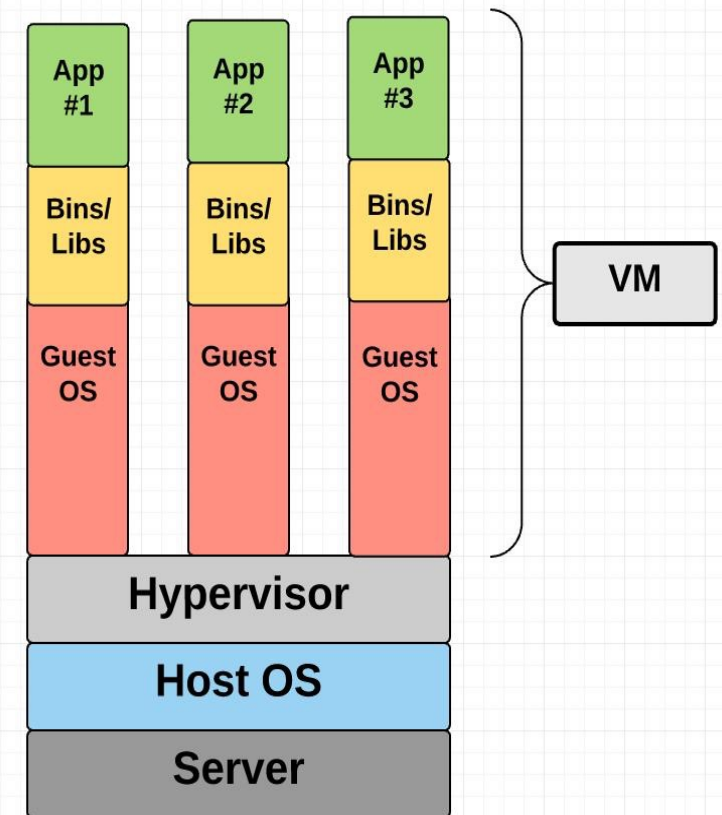 App
#1
App
#2
App
#3
Bins/
Libs
Bins/
Libs
Bins/
Libs
VM
Guest
OS
Guest
OS
Guest
OS
Hypervisor
Host OS
Server